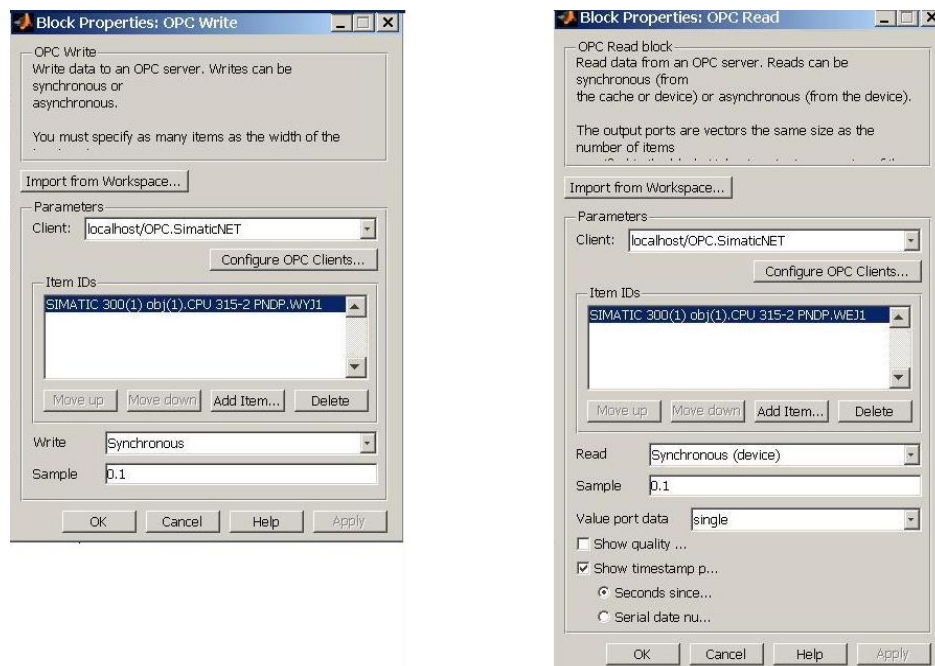 Block Properties: OPC Write
OPC Write
Write data to an OPC server. Writes can be
synchronous or
asynchronous.
You must specify as many items as the width of the
Import from Workspace...
Parameters
Client: localhost/OPC.SimaticNET
Configure OPC Clients...
Item IDs
SIMATIC 300(1) obj(1).CPU 315-2 PNDP.WYJ1
Move up Move down Add Item... Delete
Write Synchronous
Sample 0.1
OK Cancel Help Apply
Block Properties: OPC Read
OPC Read block
Read data from an OPC server. Reads can be
synchronous (from
the cache or device) or asynchronous (from the device).
The output ports are vectors the same size as the
number of items
Import from Workspace...
Parameters
Client: localhost/OPC.SimaticNET
Configure OPC Clients...
Item IDs
SIMATIC 300(1) obj(1).CPU 315-2 PNDP.WEJ1
Move up Move down Add Item... Delete
Read Synchronous (device)
Sample 0.1
Value port data single
Show quality ...
Show timestamp p...
Seconds since...
Serial date nu...
OK Cancel Help Apply